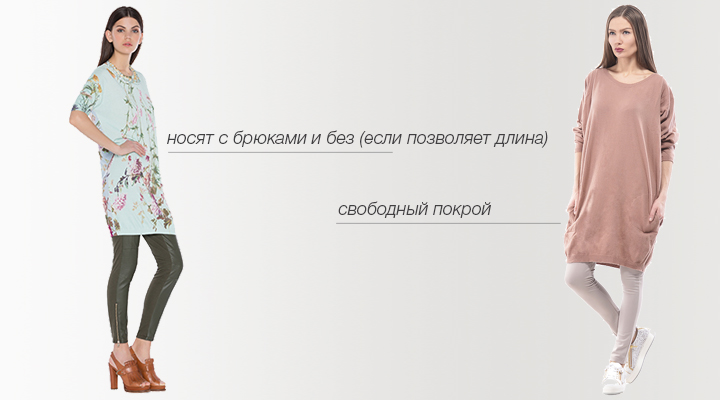 носят с брюками и без (если позволяет длина)
свободный покрой